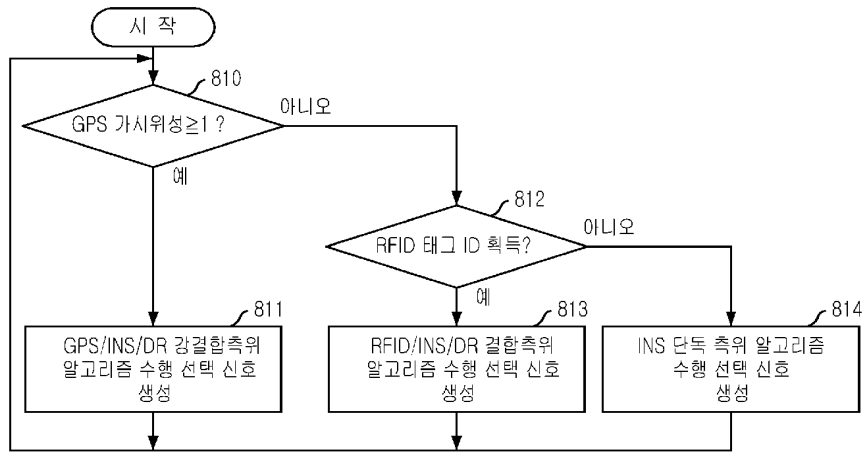 시 작
810
GPS 가시위성≧1 ?
아니오
예
812
RFID 태그 ID 획득?
아니오
예
811
GPS/INS/DR 강결합측위
알고리즘 수행 선택 신호
생성
813
RFID/INS/DR 결합측위
알고리즘 수행 선택 신호
생성
814
INS 단독 측위 알고리즘
수행 선택 신호
생성